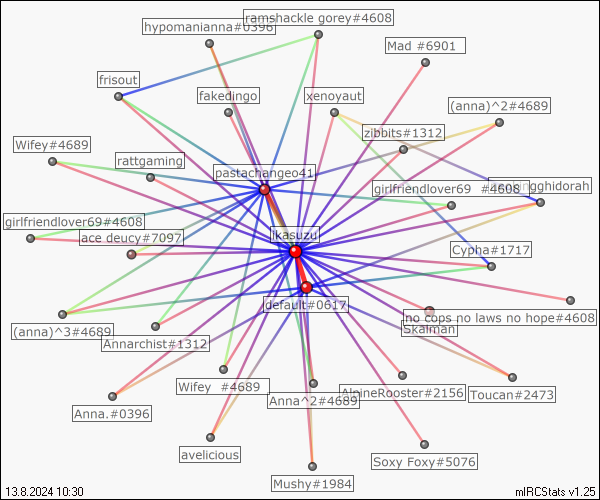 ramshackle gorey#4608
hypomanianna#0396
Mad #6901
frisout
fakedingo
xenoyaut
(anna)^2#4689
zibbits#1312
Wifey#4689
rattgaming
pastachangeo41
girlfriendlover69 #4608
gghidorah
girlfriendlover69#4608
ikasuzu
ace deucy#7097
Cypha#1717
default#0617
(anna)^3#4689
no cops no laws no hope#4608
Skalman
Annarchist#1312
Wifey #4689
AlpineRooster#2156
Toucan#2473
Anna^2#4689
Anna.#0396
avelicious
Soxy Foxy#5076
Mushy#1984
13.8.2024 10:30
mIRCStats v1.25